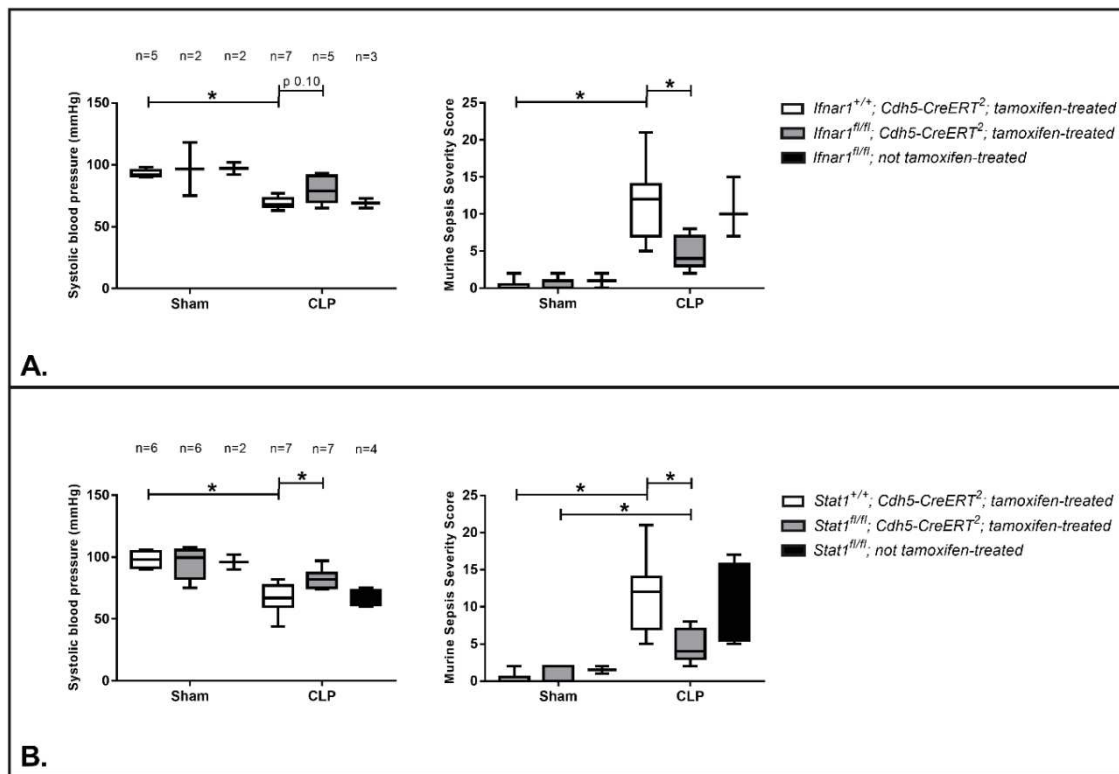 n=5 n=2 n=2 n=7 n=5 n=3
p 0.10
*
* *
150
100
50
0
Systolic blood pressure (mmHg)
Sham CLP
25
20
15
10
5
0
Murine Sepsis Severity Score
Sham CLP
Ifnar1+/+; Cdh5-CreERT2; tamoxifen-treated
Ifnar1fl/fl; Cdh5-CreERT2; tamoxifen-treated
Ifnar1fl/fl; not tamoxifen-treated
A.
n=6 n=6 n=2 n=7 n=7 n=4
* *
150
100
50
0
Systolic blood pressure (mmHg)
Sham CLP
*
*
*
25
20
15
10
5
0
Murine Sepsis Severity Score
Sham CLP
Stat1+/+; Cdh5-CreERT2; tamoxifen-treated
Stat1fl/fl; Cdh5-CreERT2; tamoxifen-treated
Stat1fl/fl; not tamoxifen-treated
B.